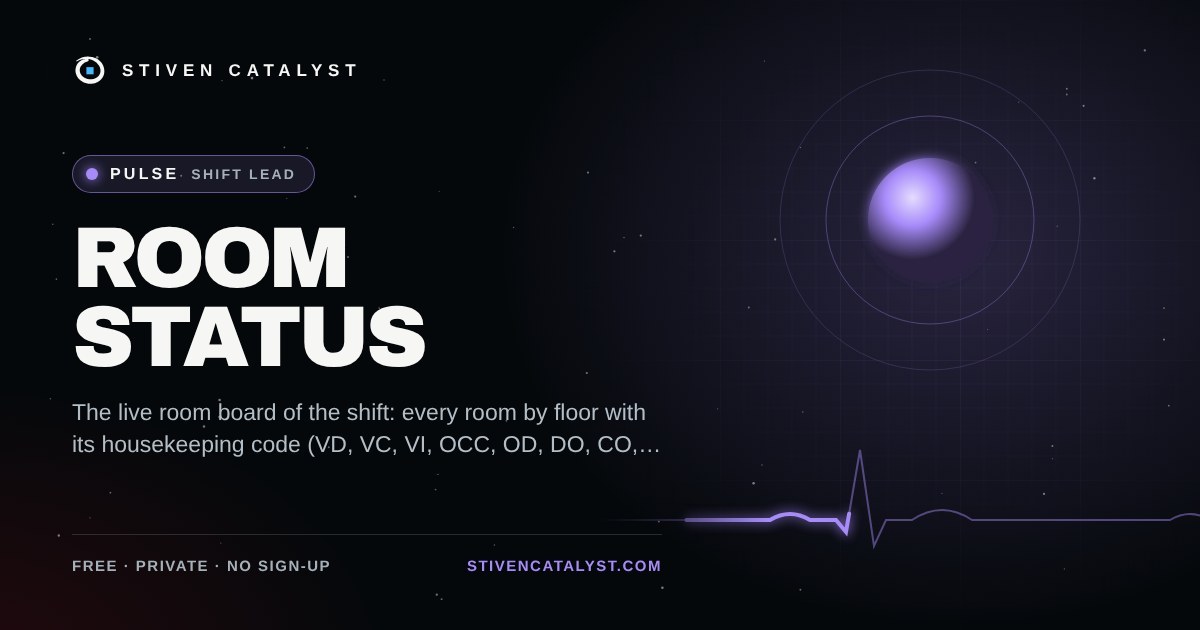 STIVEN CATALYST
PULSE · SHIFT LEAD
ROOM
STATUS
The live room board of the shift: every room by floor with
its housekeeping code (VD, VC, VI, OCC, OD, DO, CO,…
FREE · PRIVATE · NO SIGN-UP
STIVENCATALYST.COM